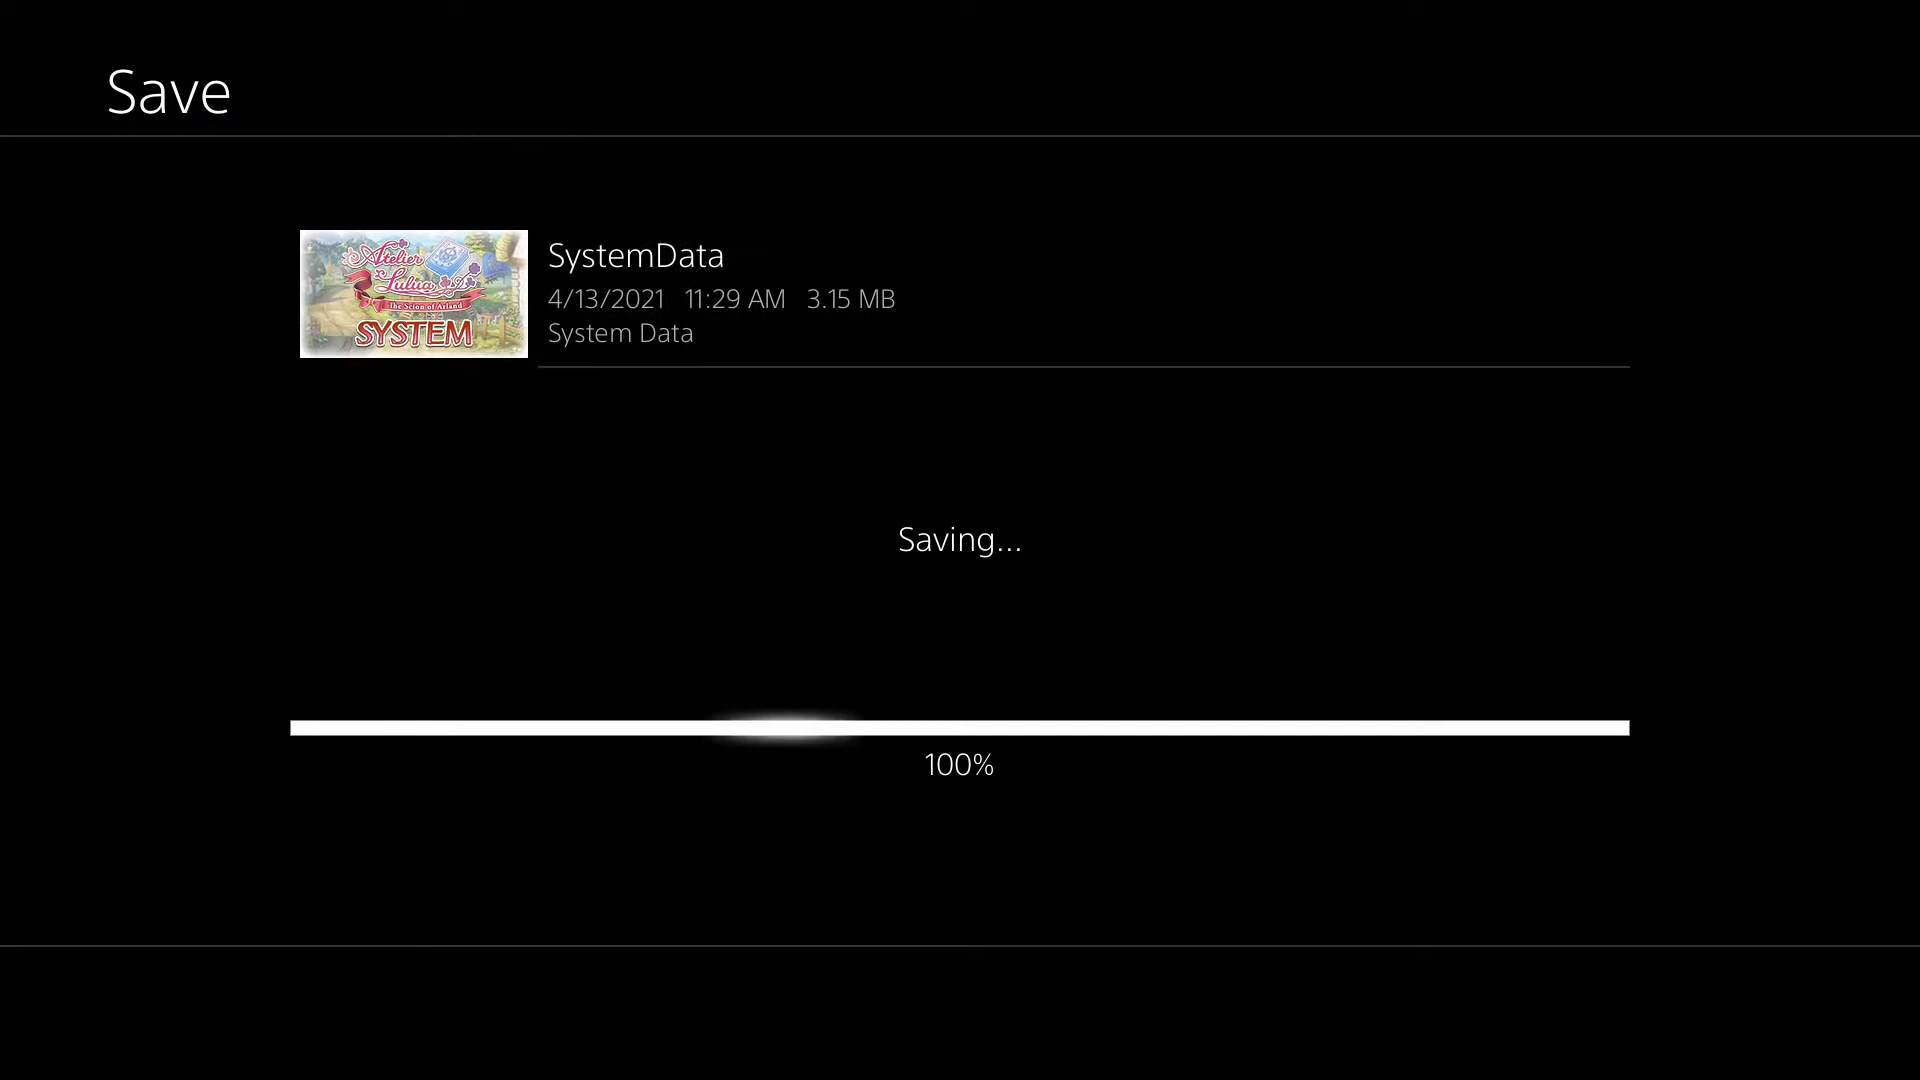 Save
Atelier
Lulua
The Scion of Arland
SYSTEM
SystemData
4/13/2021 11:29 AM 3.15 MB
System Data
Saving...
100%